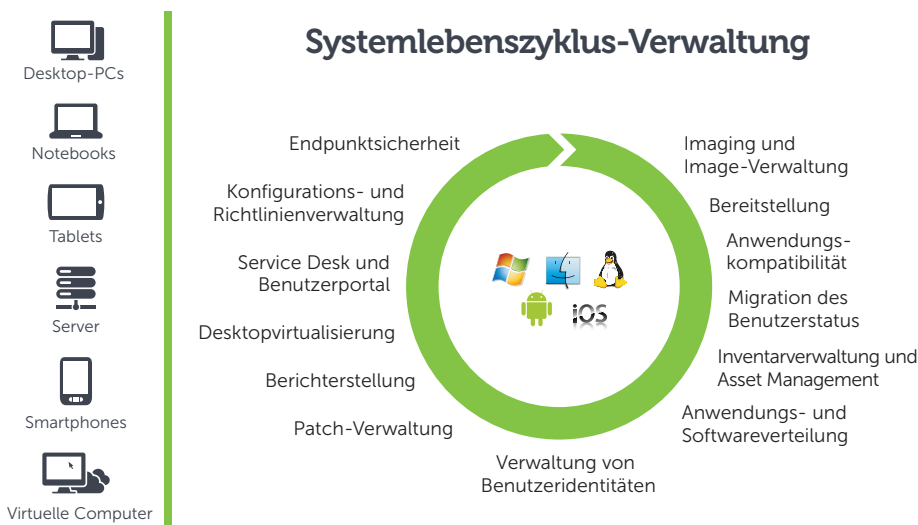 Systemlebenszyklus-Verwaltung
Desktop-PCs
Notebooks
Tablets
Server
Smartphones
Virtuelle Computer
Imaging und
Image-Verwaltung
Bereitstellung
Anwendungs-
kompatibilität
Migration des
Benutzerstatus
Inventarverwaltung und
Asset Management
Anwendungs- und
Softwareverteilung
Verwaltung von
Benutzeridentitäten
Patch-Verwaltung
Berichterstellung
Desktopvirtualisierung
Service Desk und
Benutzerportal
Konfigurations- und
Richtlinienverwaltung
Endpunktsicherheit
iOS